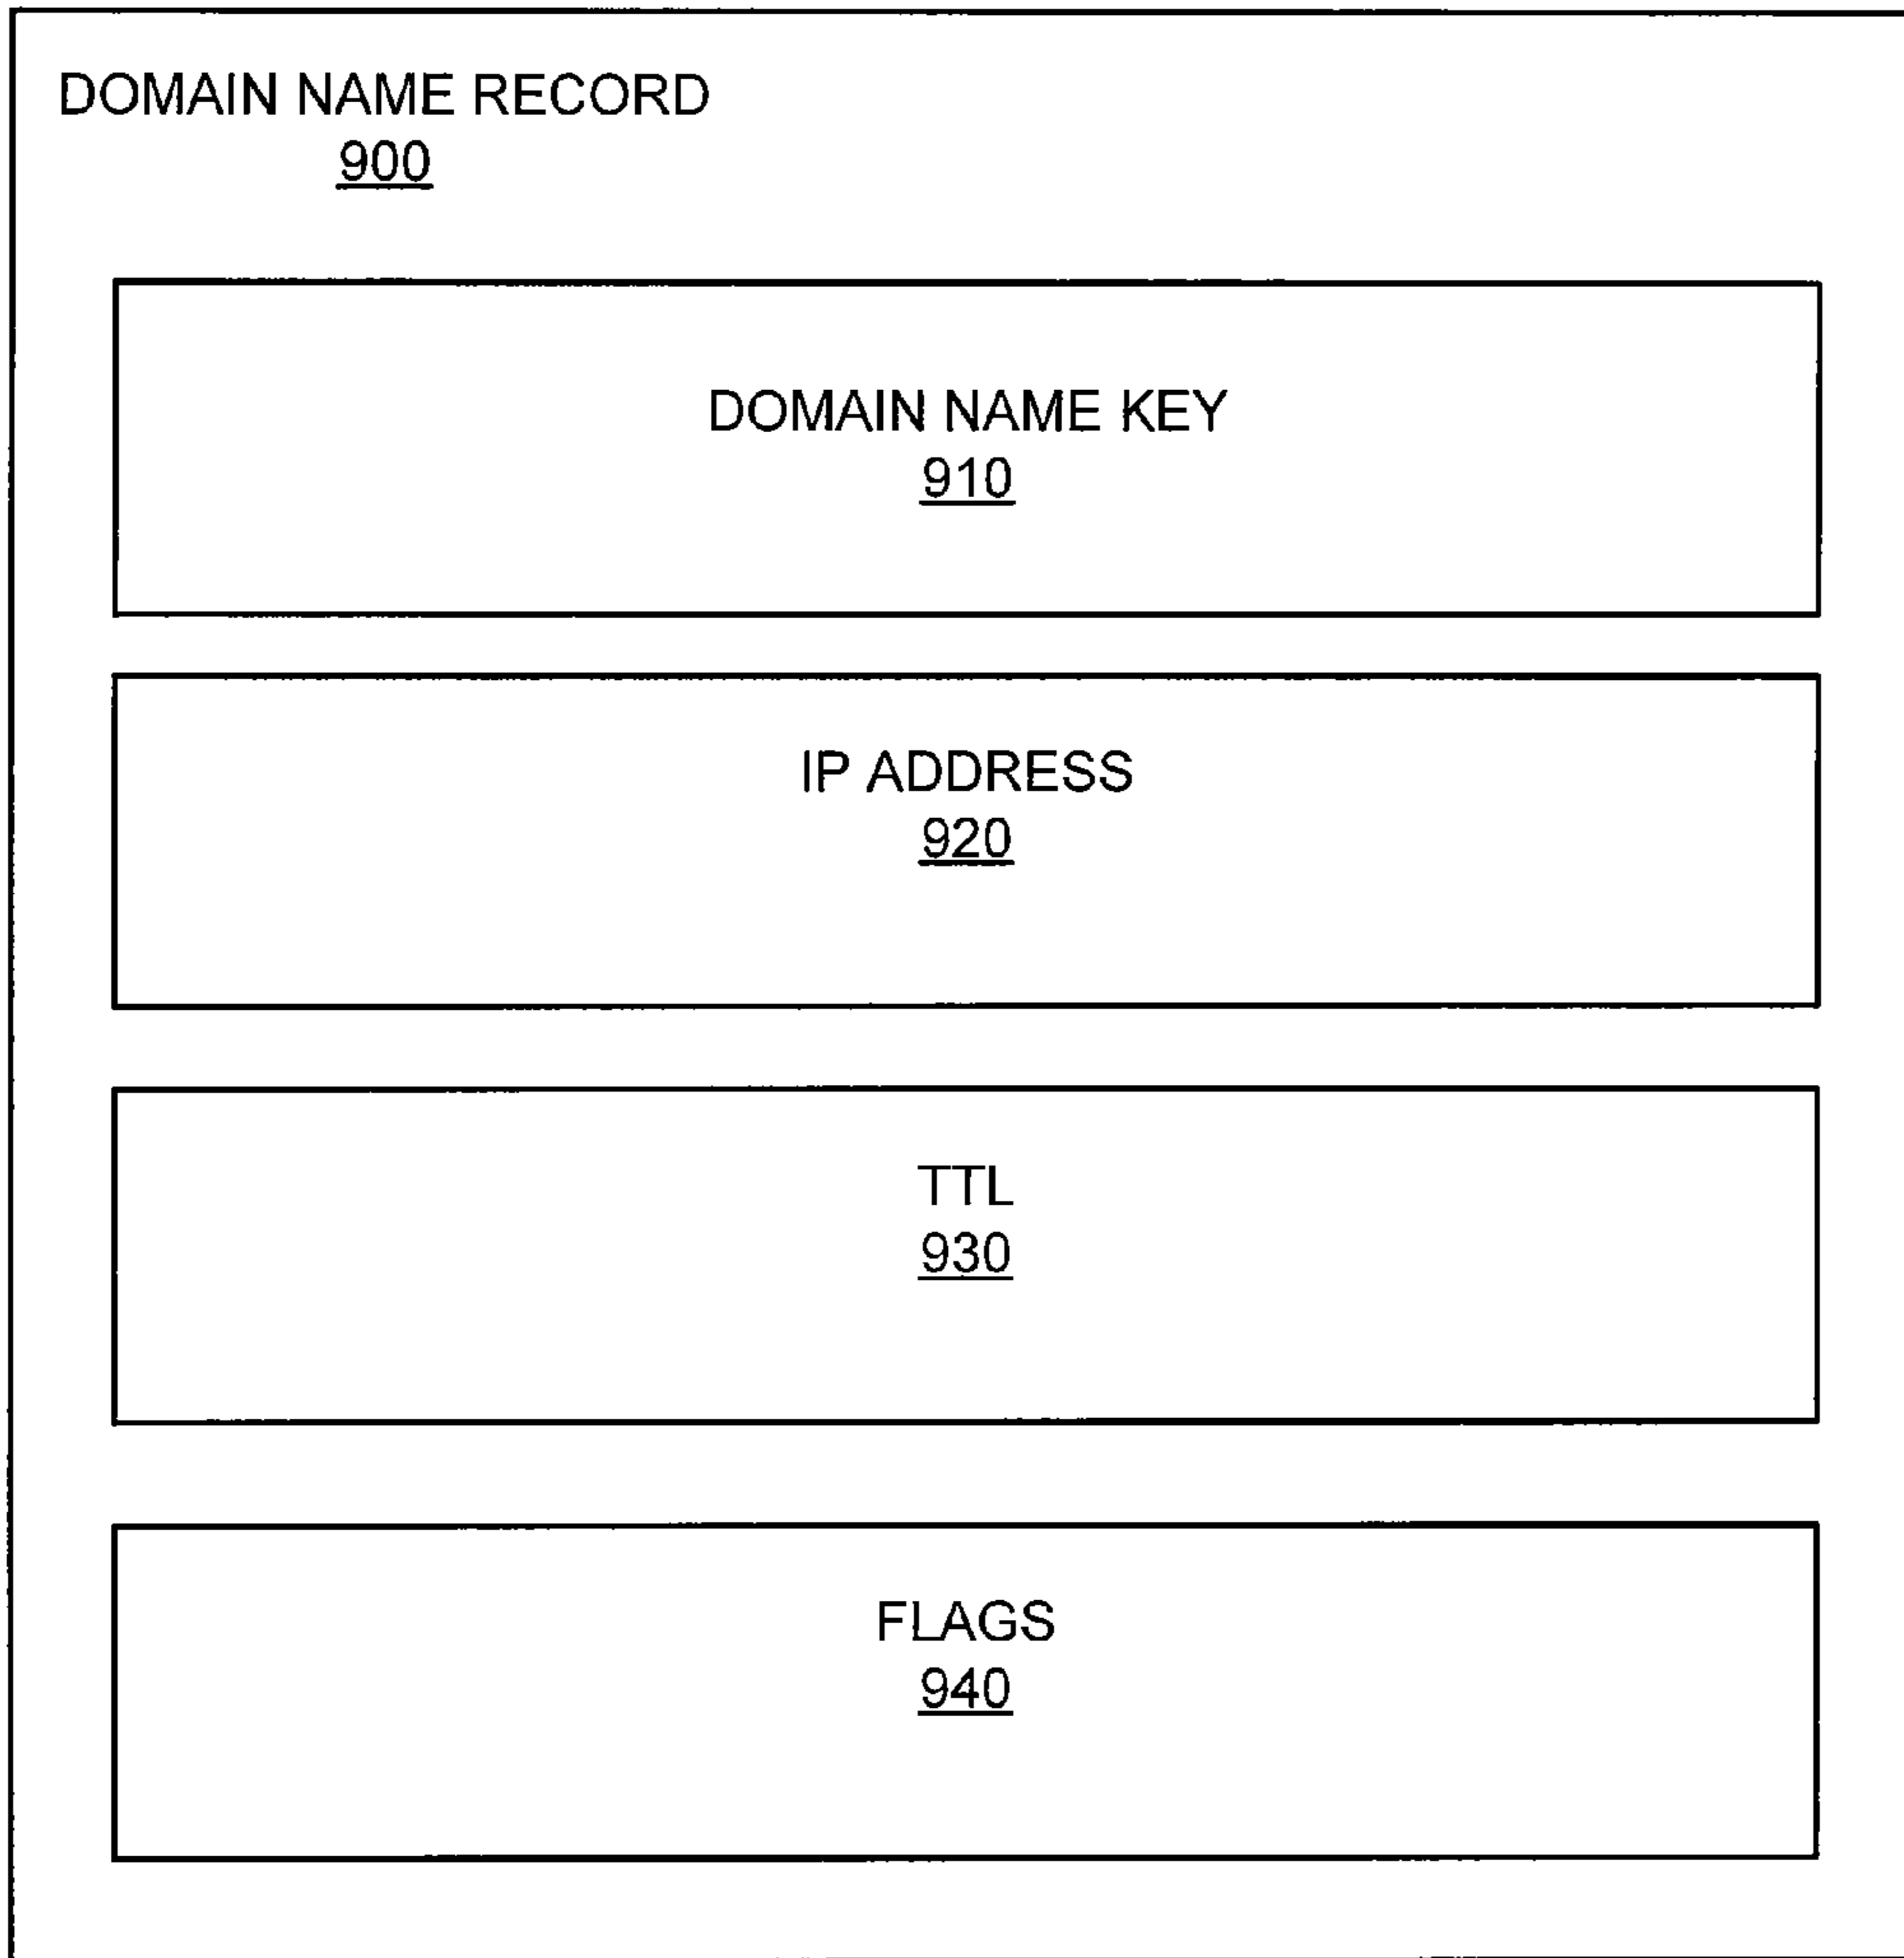 DOMAIN NAME RECORD
900
DOMAIN NAME KEY
910
IP ADDRESS
920
TTL
930
FLAGS
940